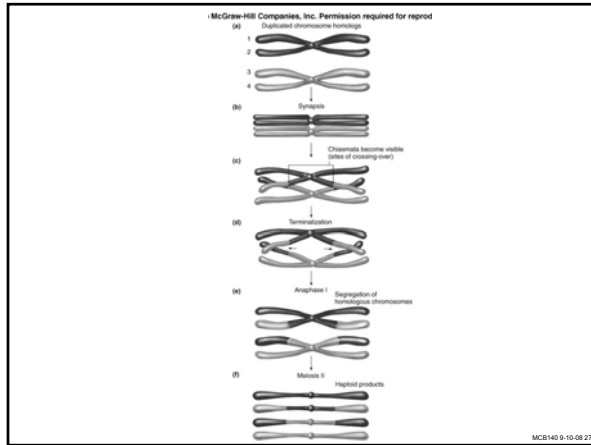 McGraw-Hill Companies, Inc. Permission required for reprod
(a)
Duplicated chromosome homologs
1
2
3
4
Synapsis
(b)
Chiasmata become visible
(sites of crossing-over)
(c)
Terminalization
(d)
Anaphase I
(e)
Segregation of
homologous chromosomes
Meiosis II
(f)
Haploid products
MCB140 9-10-08 27